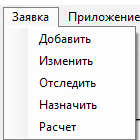 Заявка Приложение
Добавить
Изменить
Отследить
Назначить
Расчет